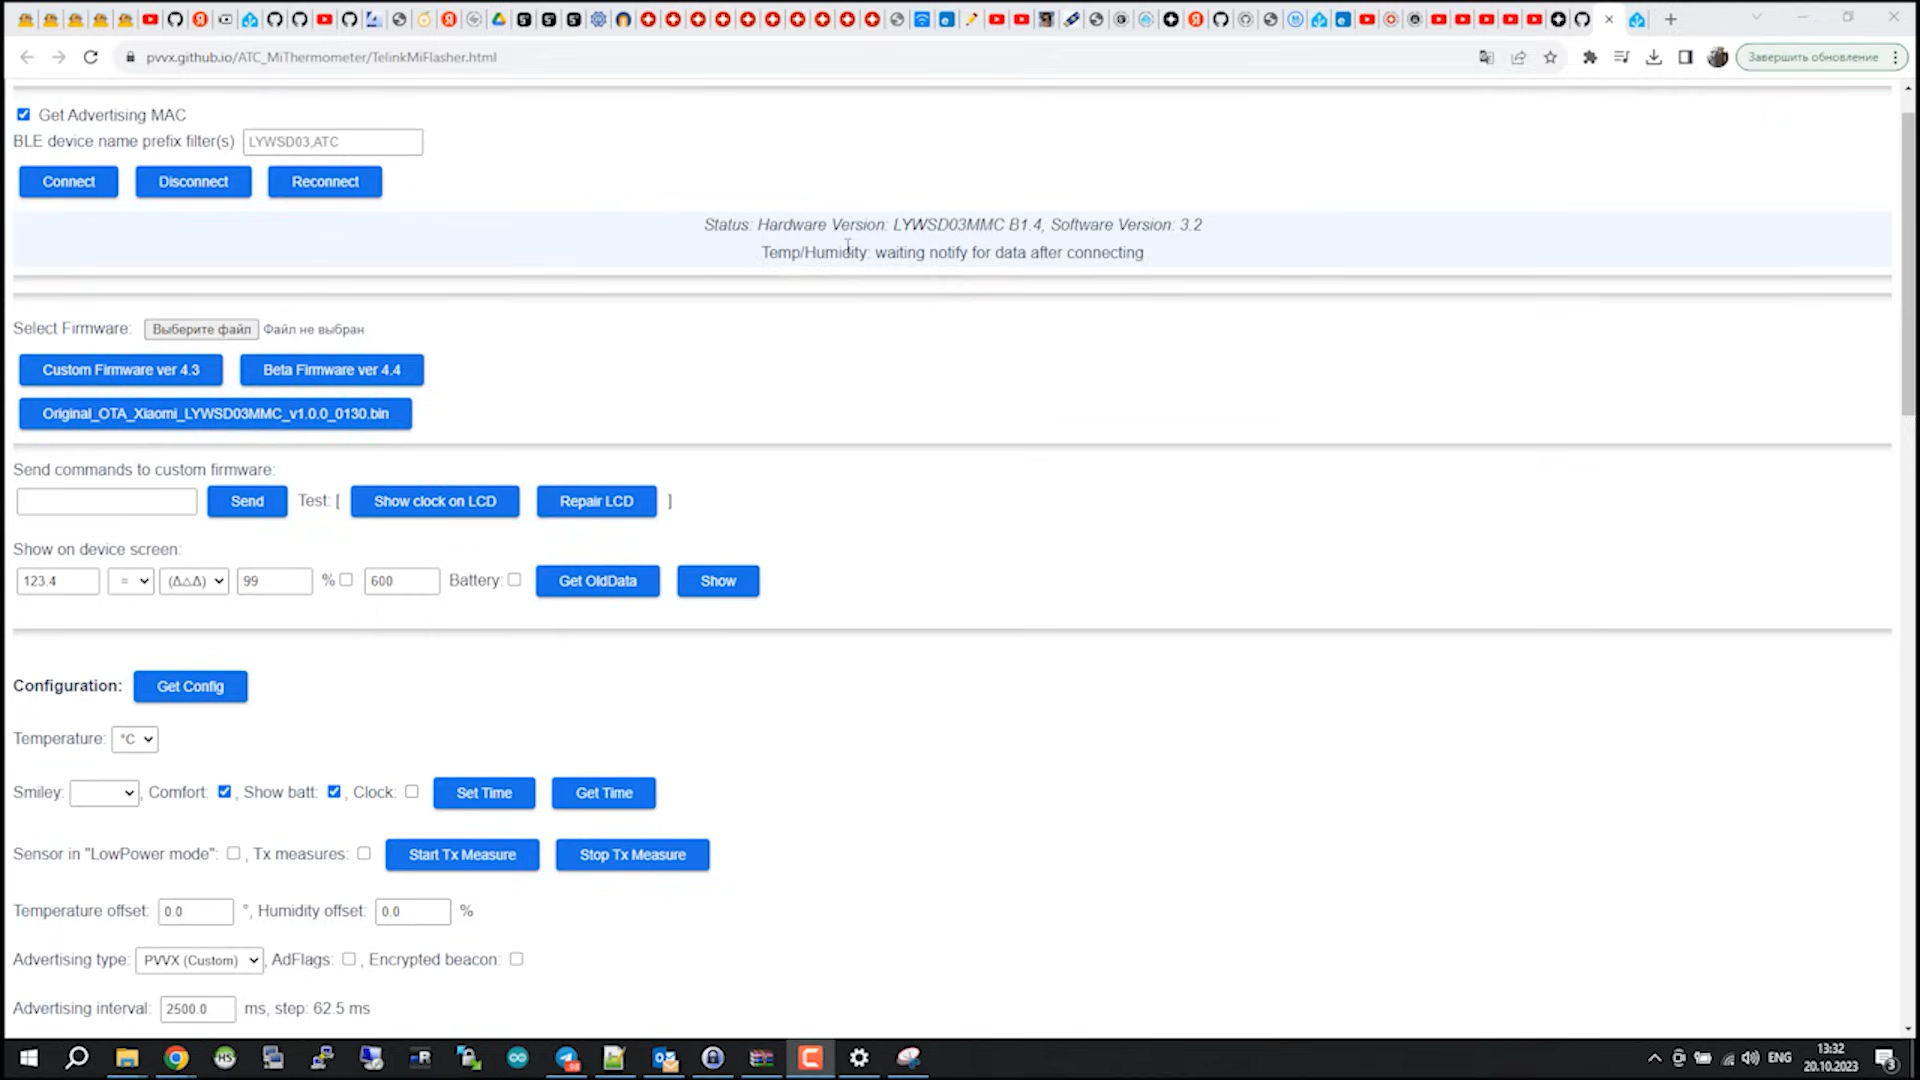 pvvx.github.io/ATC_MiThermometer/TelinkMiFlasher.html
Завершить обновление
Get Advertising MAC
BLE device name prefix filter(s) LYWSD03,ATC
Connect Disconnect Reconnect
Status: Hardware Version: LYWSD03MMC B1.4, Software Version: 3.2
Temp/Humidity: waiting notify for data after connecting
Select Firmware: Выберите файл Файл не выбран
Custom Firmware ver 4.3 Beta Firmware ver 4.4
Original_OTA_Xiaomi_LYWSD03MMC_v1.0.0_0130.bin
Send commands to custom firmware:
Send Test: [ Show clock on LCD Repair LCD ]
Show on device screen:
123.4 = (Δ△Δ) 99 % 600 Battery: Get OldData Show
Configuration: Get Config
Temperature: °C
Smiley: , Comfort: , Show batt: , Clock: Set Time Get Time
Sensor in "LowPower mode": , Tx measures: Start Tx Measure Stop Tx Measure
Temperature offset: 0.0 °, Humidity offset: 0.0 %
Advertising type: PVVX (Custom) , AdFlags: , Encrypted beacon:
Advertising interval: 2500.0 ms, step: 62.5 ms
HS R C ENG 13:32
20.10.2023 3